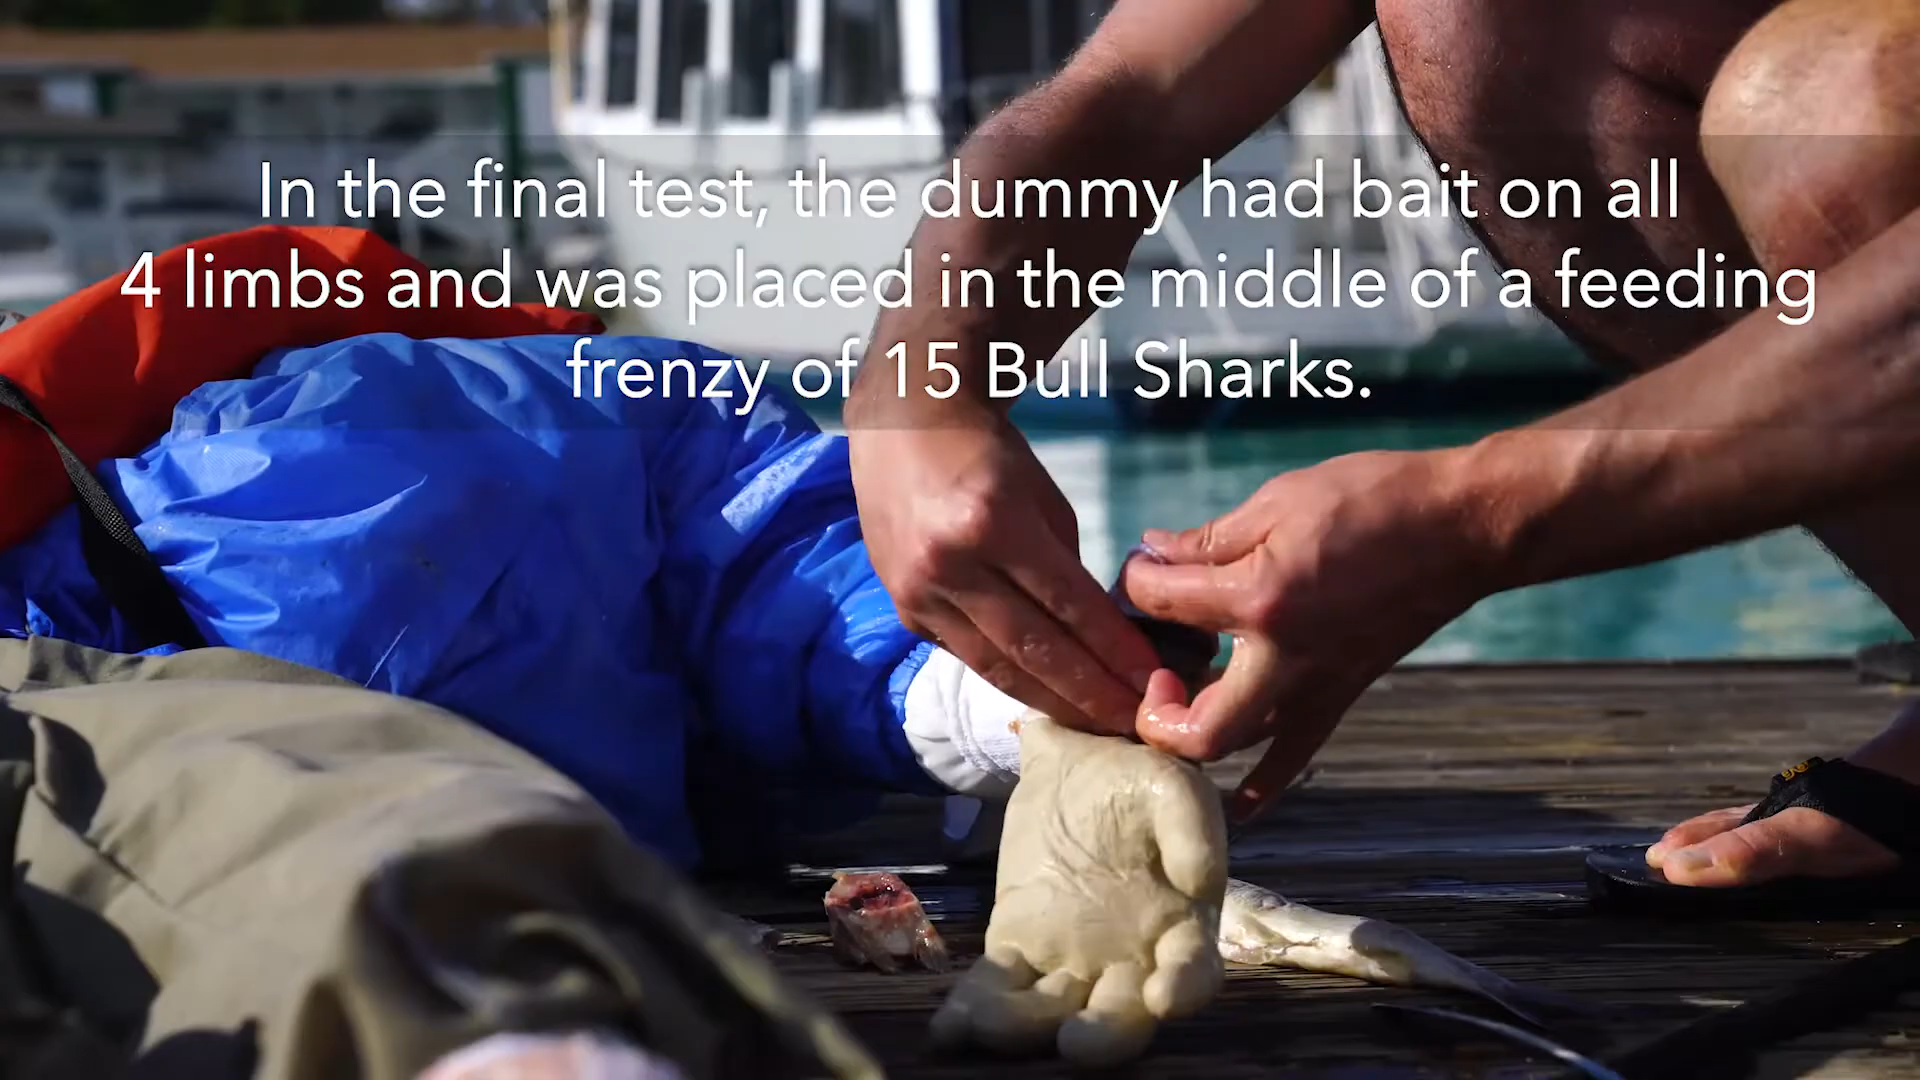 In the final test, the dummy had bait on all
4 limbs and was placed in the middle of a feeding
frenzy of 15 Bull Sharks.